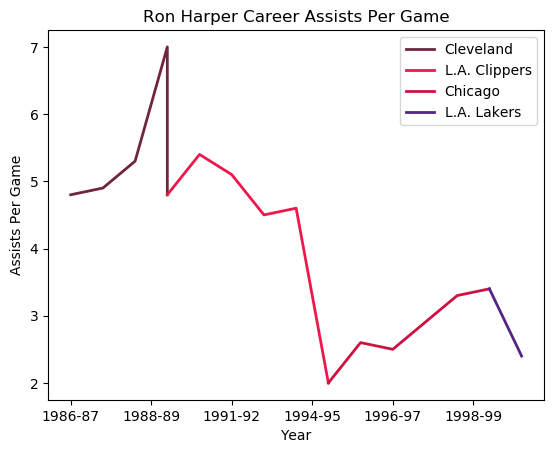 Ron Harper Career Assists Per Game
Cleveland
L.A. Clippers
Chicago
L.A. Lakers
Assists Per Game
7
6
5
4
3
2
1986-87 1988-89 1991-92 1994-95 1996-97 1998-99
Year